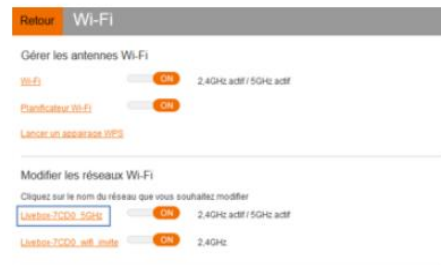 Retour Wi-Fi
Gérer les antennes Wi-Fi
Wi-Fi ON 2,4GHz actif / 5GHz actif
Planificateur Wi-Fi ON
Lancer un appairage WPS
Modifier les réseaux Wi-Fi
Cliquez sur le nom du réseau que vous souhaitez modifier
Livebox-7CD0_5GHz ON 2,4GHz actif / 5GHz actif
Livebox-7CD0_wifi_invite ON 2,4GHz